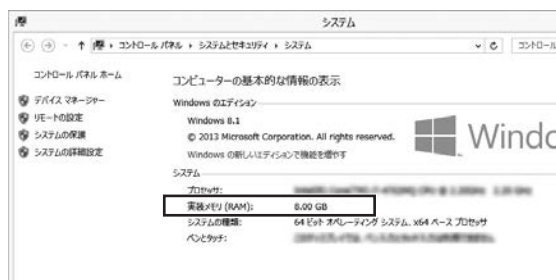 システム
コントロール パネル ▸ システムとセキュリティ ▸ システム
コントロール
コントロール パネル ホーム
デバイス マネージャー
リモートの設定
システムの保護
システムの詳細設定
コンピューターの基本的な情報の表示
Windows のエディション
Windows 8.1
© 2013 Microsoft Corporation. All rights reserved.
Windows の新しいエディションで機能を増やす
Windo
システム
プロセッサ:
実装メモリ (RAM): 8.00 GB
システムの種類: 64 ビット オペレーティング システム、x64 ベース プロセッサ
ペンとタッチ: